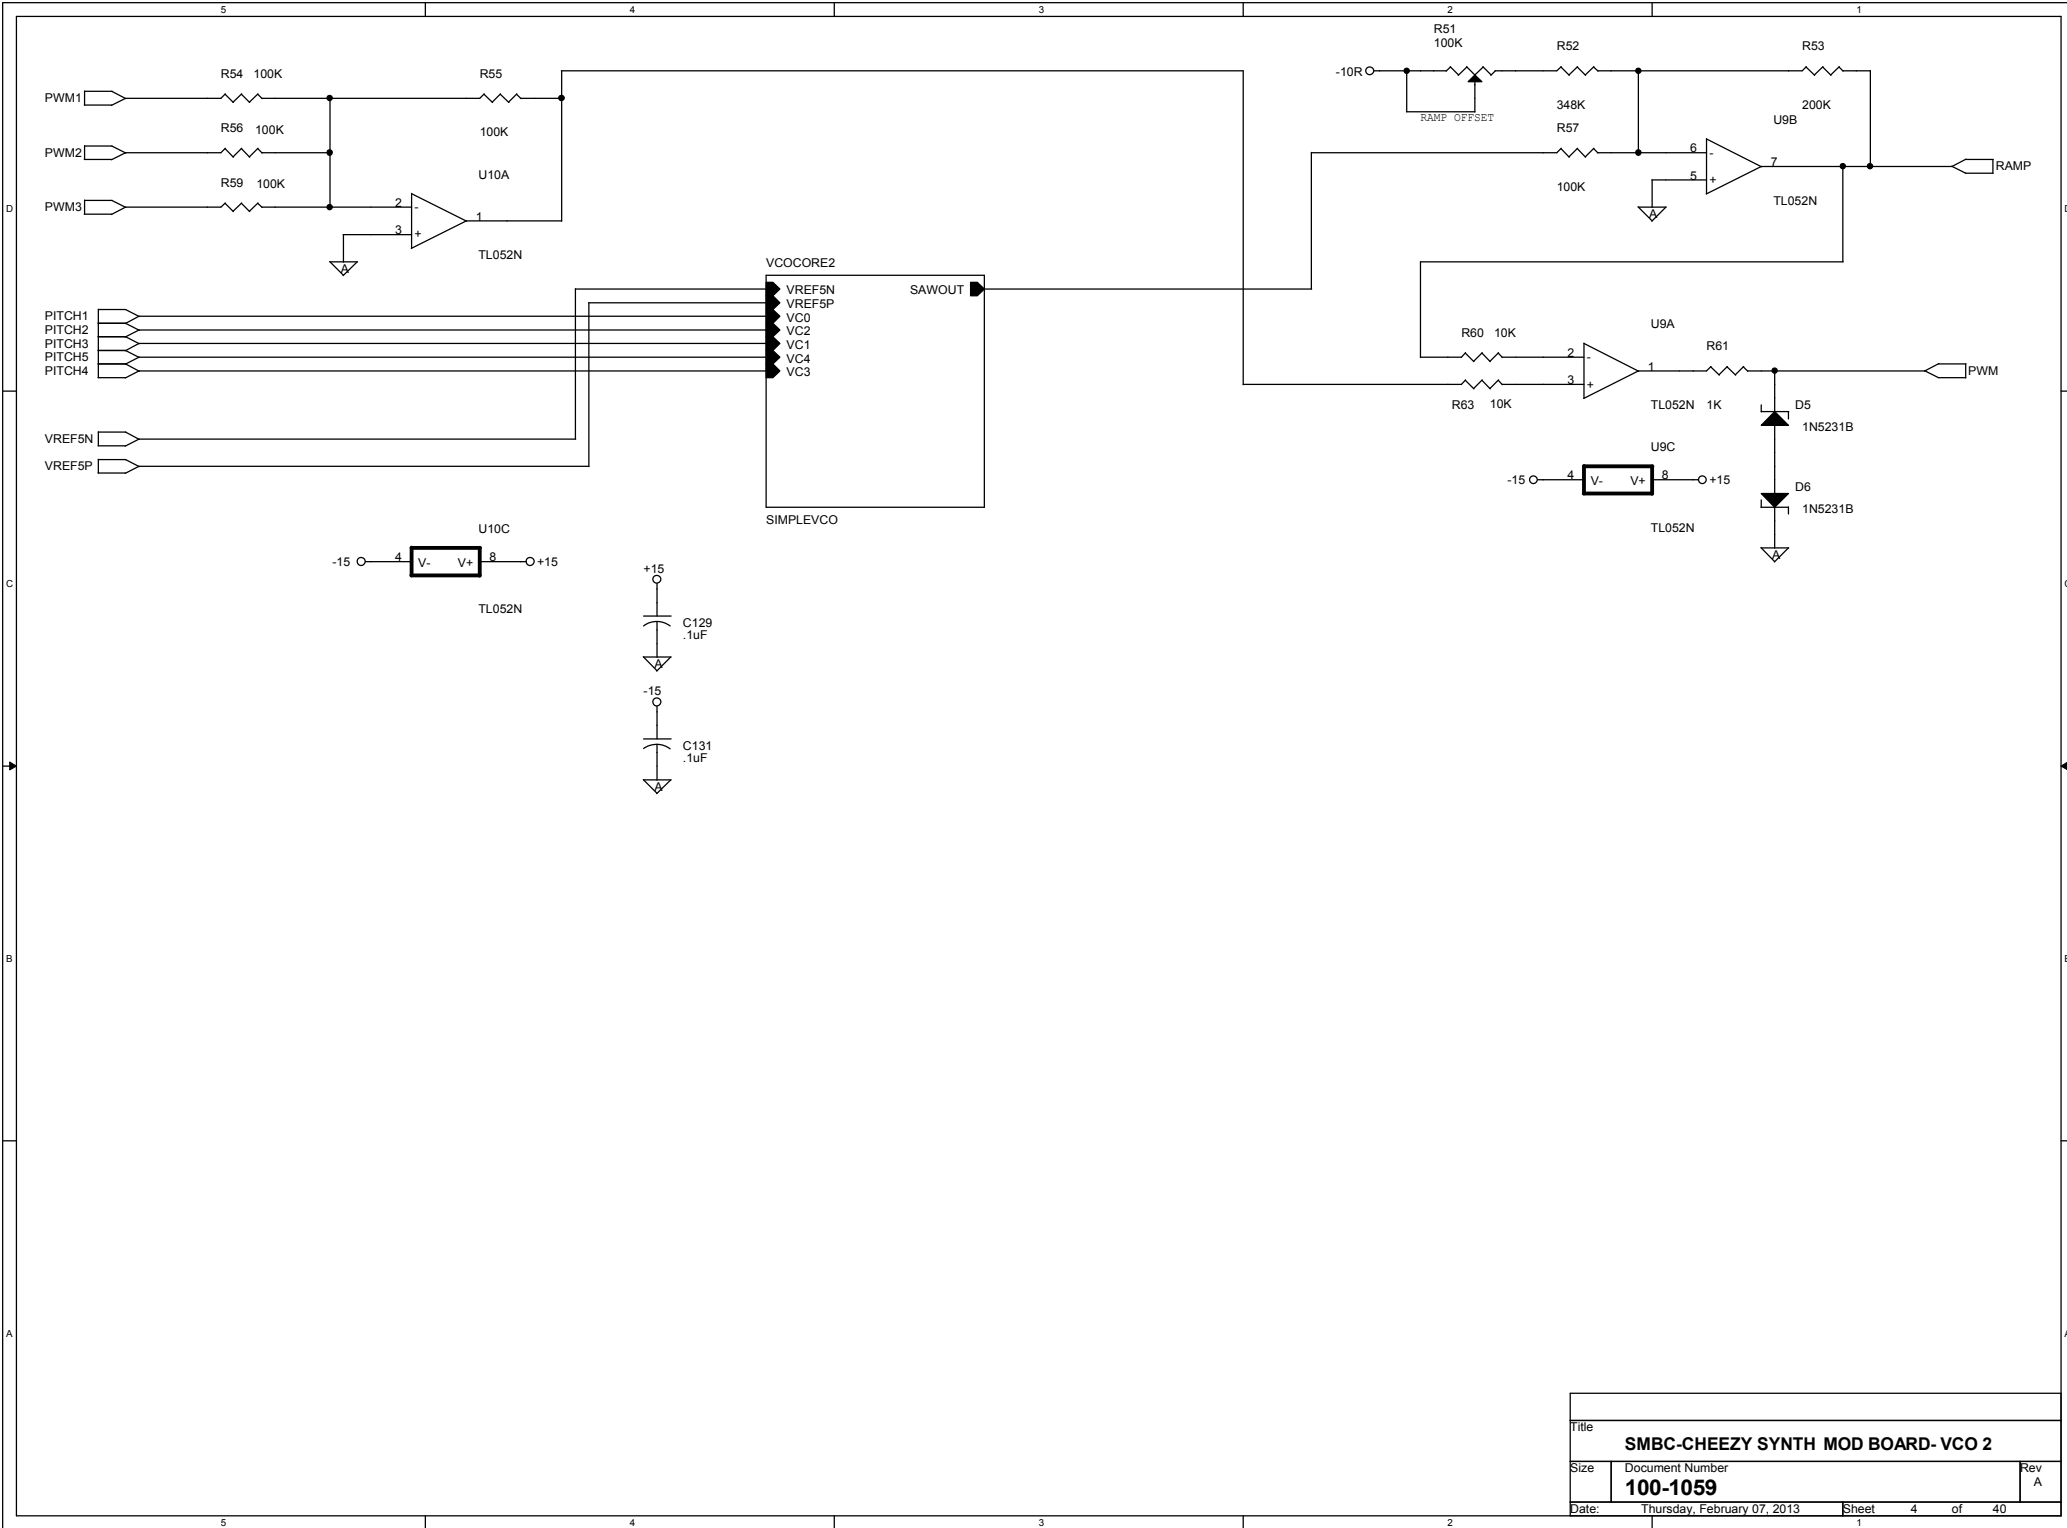 5 4 3 2 1
R54 100K
R55
PWM1
R56 100K
100K
PWM2
U10A
R59 100K
PWM3
2
-
1
3
+
A
TL052N
R51
100K
R52
R53
-10R
RAMP OFFSET
348K
200K
R57
U9B
6
-
7
5
+
100K
TL052N
A
RAMP
VCOCORE2
VREF5N
SAWOUT
VREF5P
VC0
VC2
VC1
VC4
VC3
SIMPLEVCO
PITCH1
PITCH2
PITCH3
PITCH5
PITCH4
VREF5N
VREF5P
U9A
R60 10K
R61
2
-
1
3
+
R63 10K
TL052N 1K
PWM
D5
1N5231B
U9C
-15 4 V- V+ 8 +15
TL052N
D6
1N5231B
A
U10C
-15 4 V- V+ 8 +15
TL052N
+15
C129
.1uF
A
-15
C131
.1uF
A
D
D
C
C
B
B
A
A
Title
SMBC-CHEEZY SYNTH MOD BOARD- VCO 2
Size Document Number Rev
100-1059 A
Date: Thursday, February 07, 2013 Sheet 4 of 40
5 4 3 2 1